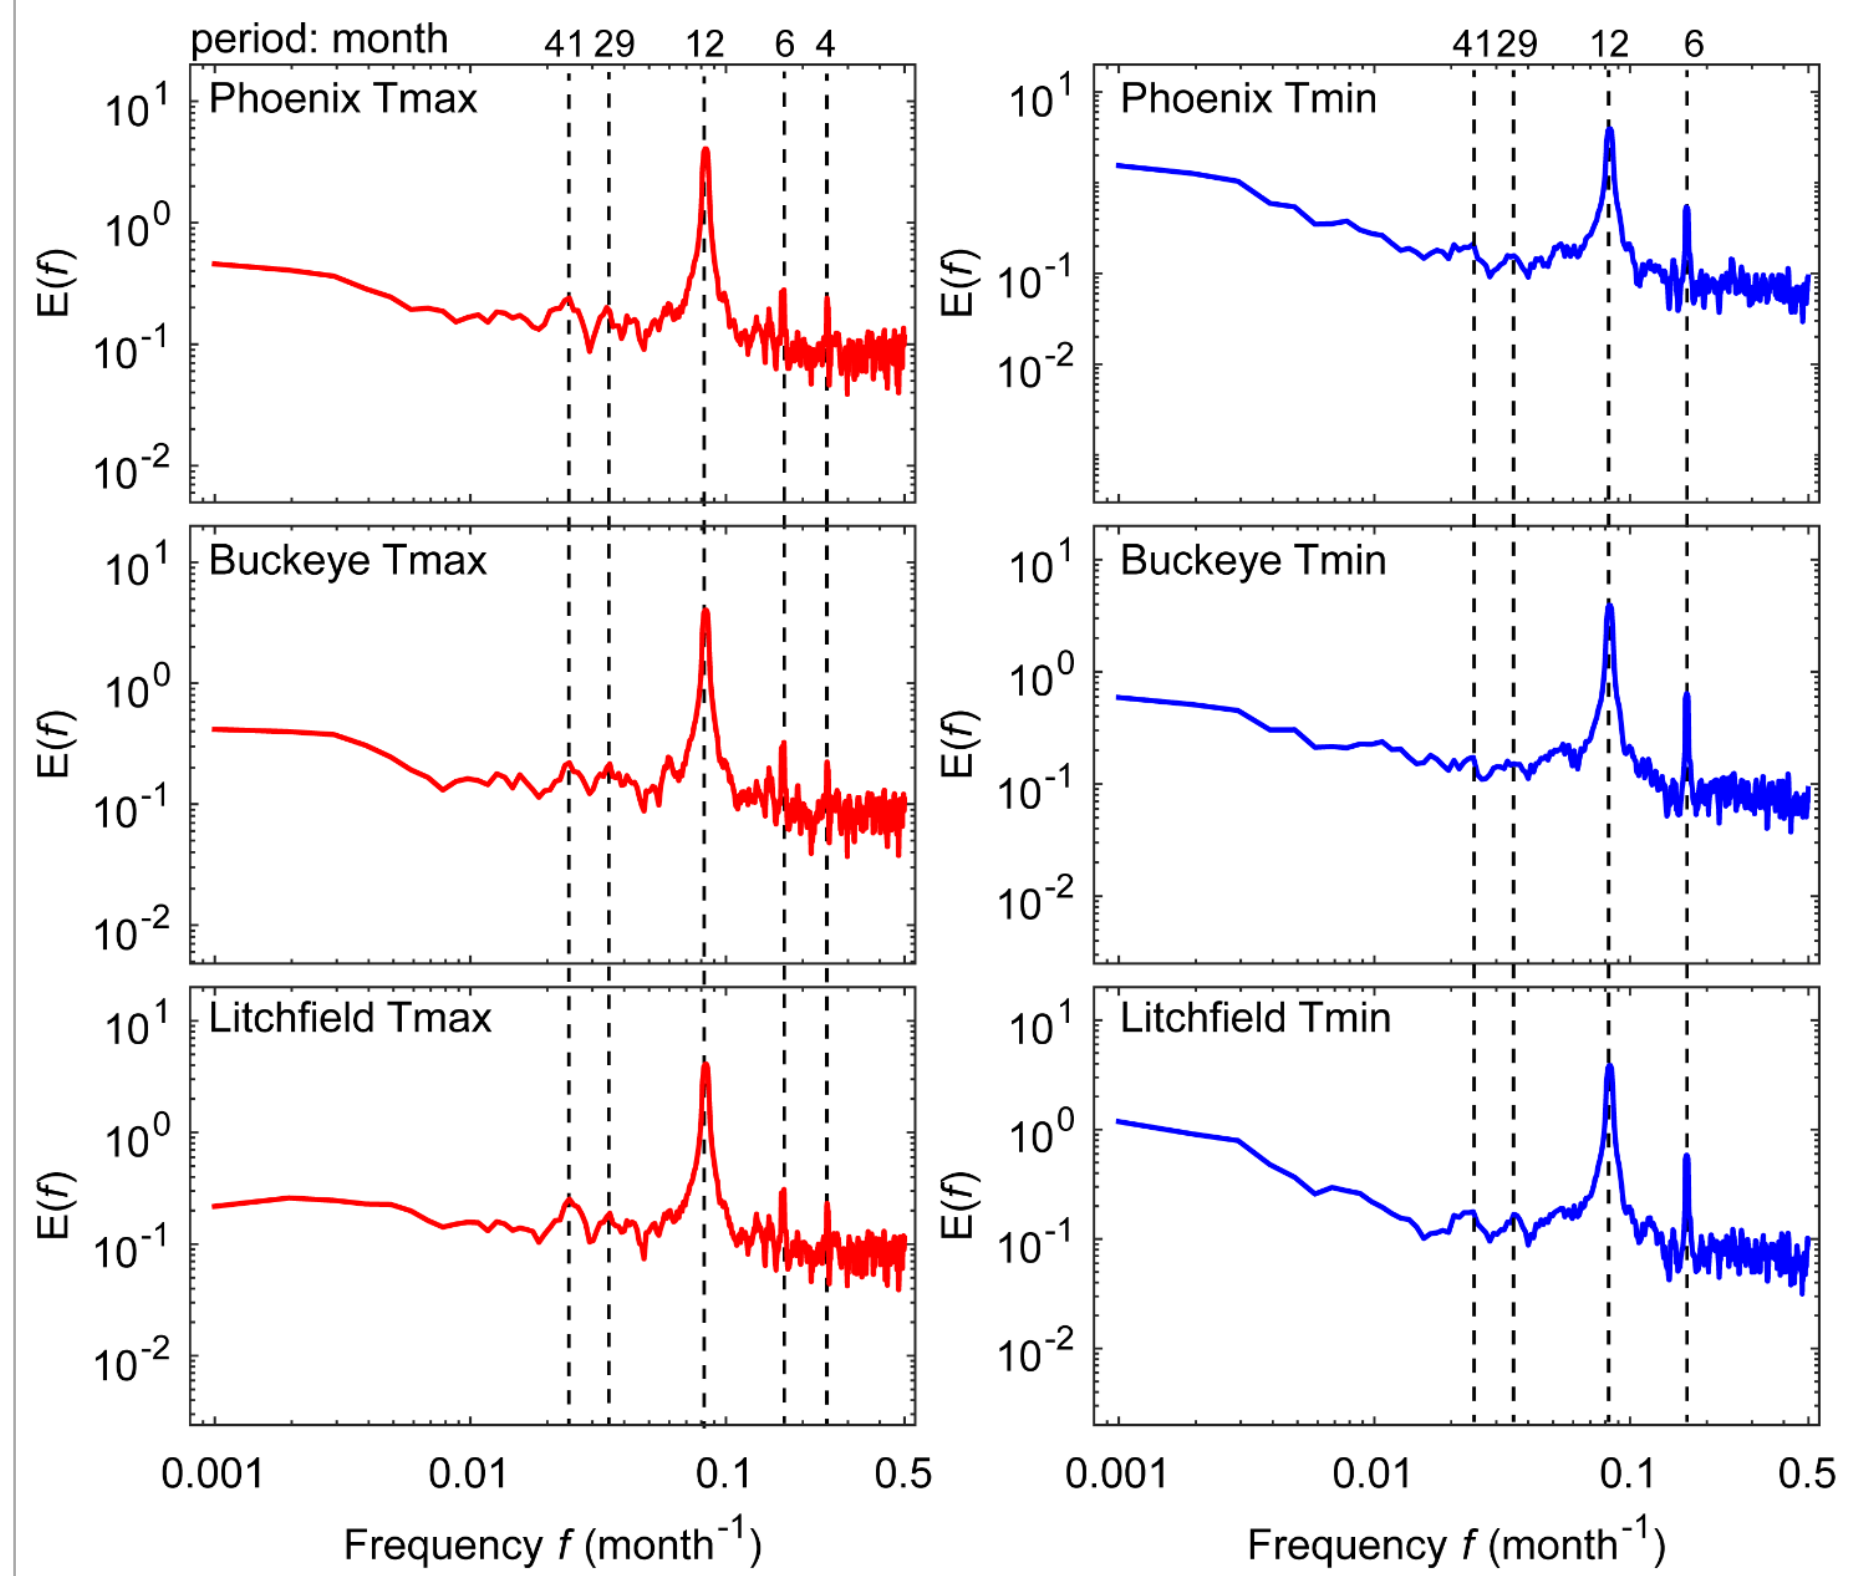 period: month 41 29 12 6 4
41 29 12 6
Phoenix Tmax
10^1
10^0
10^-1
10^-2
E(f)
Phoenix Tmin
10^1
10^-1
10^-2
E(f)
Buckeye Tmax
10^1
10^0
10^-1
10^-2
E(f)
Buckeye Tmin
10^1
10^0
10^-1
10^-2
E(f)
Litchfield Tmax
10^1
10^0
10^-1
10^-2
E(f)
Litchfield Tmin
10^1
10^0
10^-1
10^-2
E(f)
0.001 0.01 0.1 0.5
Frequency f (month^-1)
0.001 0.01 0.1 0.5
Frequency f (month^-1)